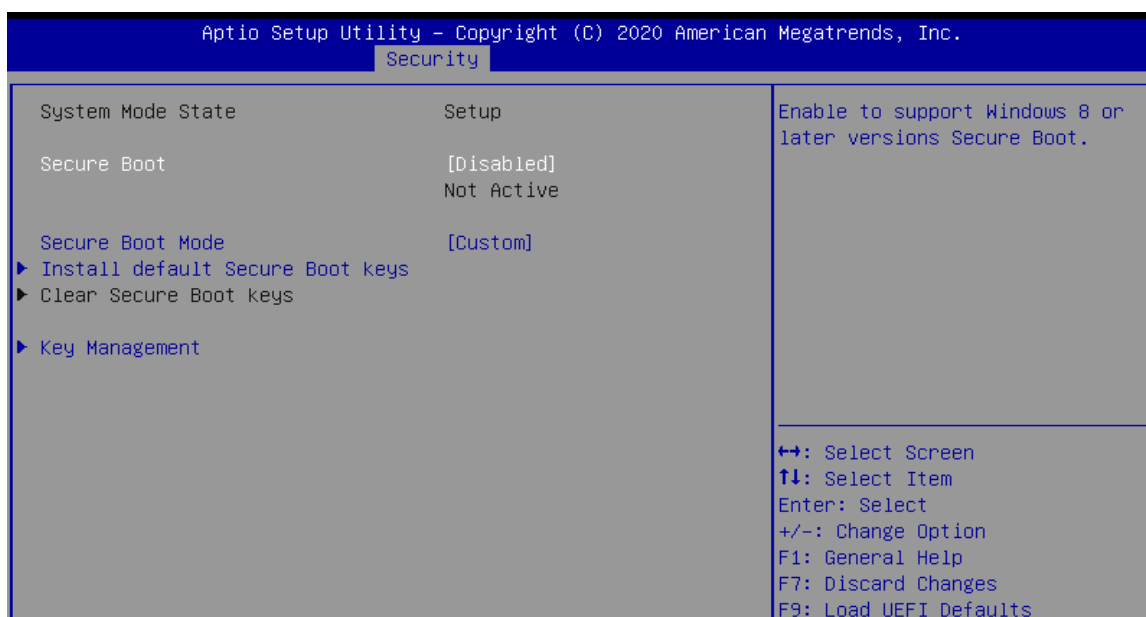 Aptio Setup Utility – Copyright (C) 2020 American Megatrends, Inc.
Security
System Mode State Setup
Secure Boot [Disabled]
Not Active
Secure Boot Mode [Custom]
Install default Secure Boot keys
Clear Secure Boot keys
Key Management
Enable to support Windows 8 or
later versions Secure Boot.
↔: Select Screen
↑↓: Select Item
Enter: Select
+/-: Change Option
F1: General Help
F7: Discard Changes
F9: Load UEFI Defaults